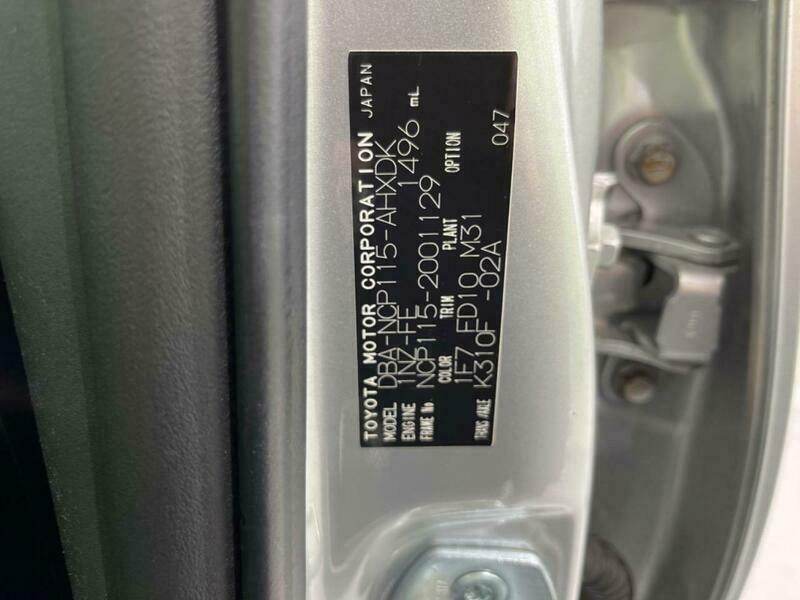 TOYOTA MOTOR CORPORATION JAPAN
MODEL DBA-NCP115-AHXDK
ENGINE 1NZ-FE 1496 mL
FRAME No. NCP115-2001129
COLOR TRIM PLANT OPTION
1E7 FD10 M31
TRANS/AXLE K310F -02A 047